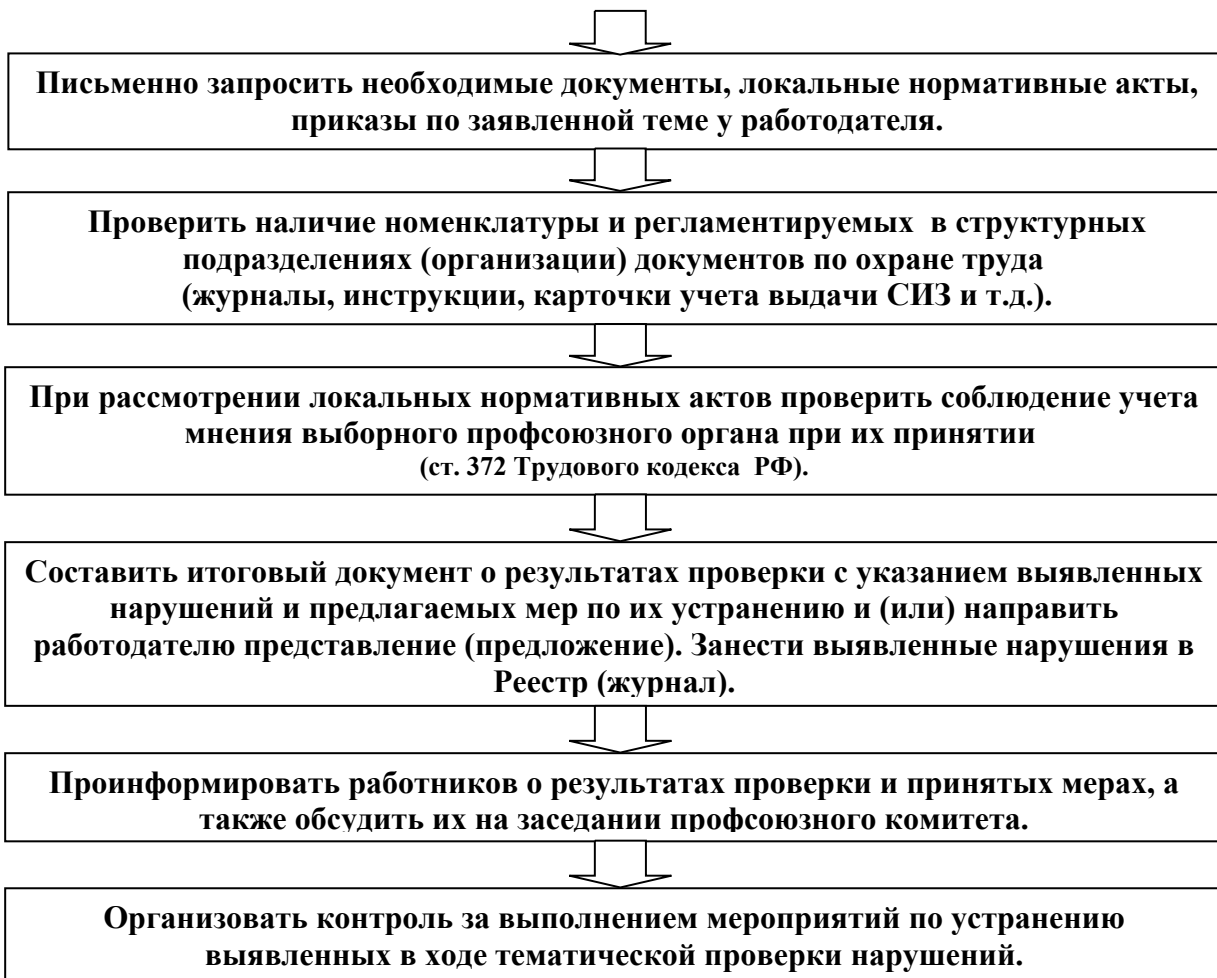 Письменно запросить необходимые документы, локальные нормативные акты,
приказы по заявленной теме у работодателя.
Проверить наличие номенклатуры и регламентируемых в структурных
подразделениях (организации) документов по охране труда
(журналы, инструкции, карточки учета выдачи СИЗ и т.д.).
При рассмотрении локальных нормативных актов проверить соблюдение учета
мнения выборного профсоюзного органа при их принятии
(ст. 372 Трудового кодекса РФ).
Составить итоговый документ о результатах проверки с указанием выявленных
нарушений и предлагаемых мер по их устранению и (или) направить
работодателю представление (предложение). Занести выявленные нарушения в
Реестр (журнал).
Проинформировать работников о результатах проверки и принятых мерах, а
также обсудить их на заседании профсоюзного комитета.
Организовать контроль за выполнением мероприятий по устранению
выявленных в ходе тематической проверки нарушений.